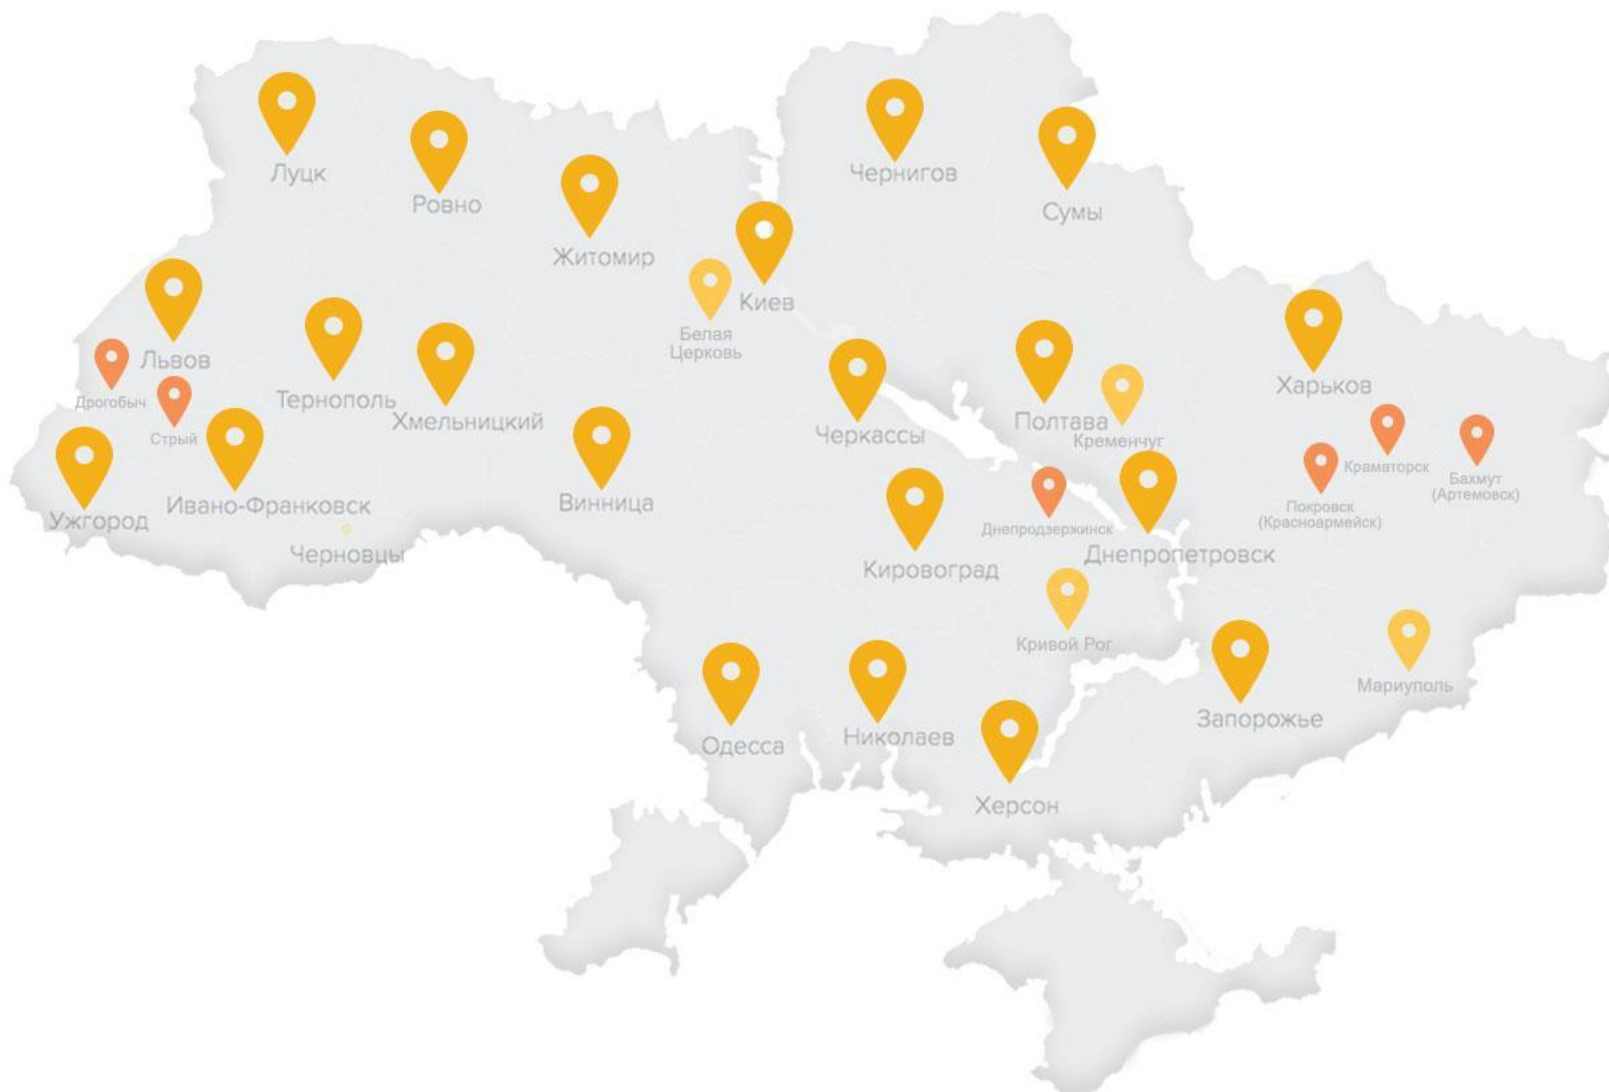 Луцк
Ровно
Житомир
Чернигов
Сумы
Киев
Белая
Церковь
Львов
Дрогобыч
Стрый
Тернополь
Хмельницкий
Черкассы
Полтава
Кременчуг
Харьков
Краматорск
Бахмут
(Артемовск)
Покровск
(Красноармейск)
Ужгород
Ивано-Франковск
Черновцы
Винница
Кировоград
Днепродзержинск
Днепропетровск
Кривой Рог
Мариуполь
Запорожье
Одесса
Николаев
Херсон